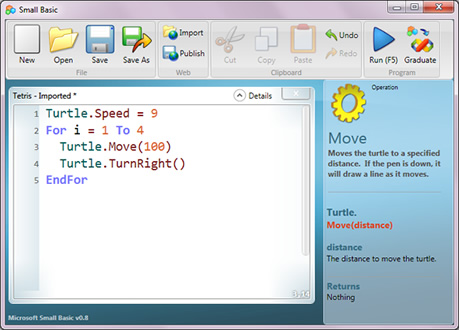 Small Basic
New
Open
Save
Save As
Import
Publish
Cut
Copy
Paste
Undo
Redo
Run (F5)
Graduate
File
Web
Clipboard
Program
Tetris - Imported *
Details
1 Turtle.Speed = 9
2 For i = 1 To 4
3 Turtle.Move(100)
4 Turtle.TurnRight()
5 EndFor
3,14
Microsoft Small Basic v0.8
Operation
Move
Moves the turtle to a specified
distance. If the pen is down, it
will draw a line as it moves.
Turtle.
Move(distance)
distance
The distance to move the turtle.
Returns
Nothing